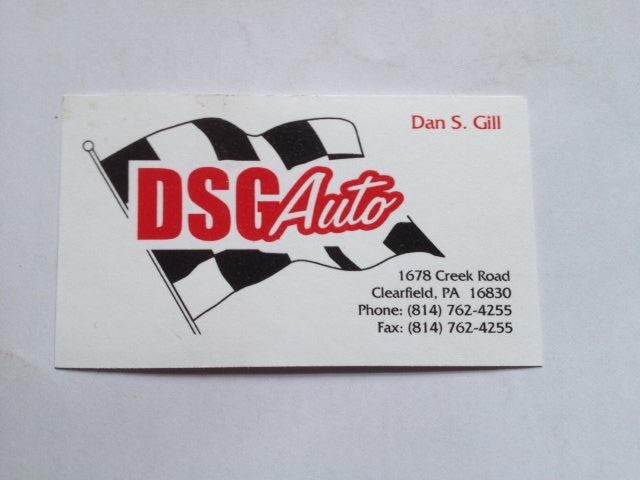 Dan S. Gill
DSG Auto
1678 Creek Road
Clearfield, PA 16830
Phone: (814) 762-4255
Fax: (814) 762-4255